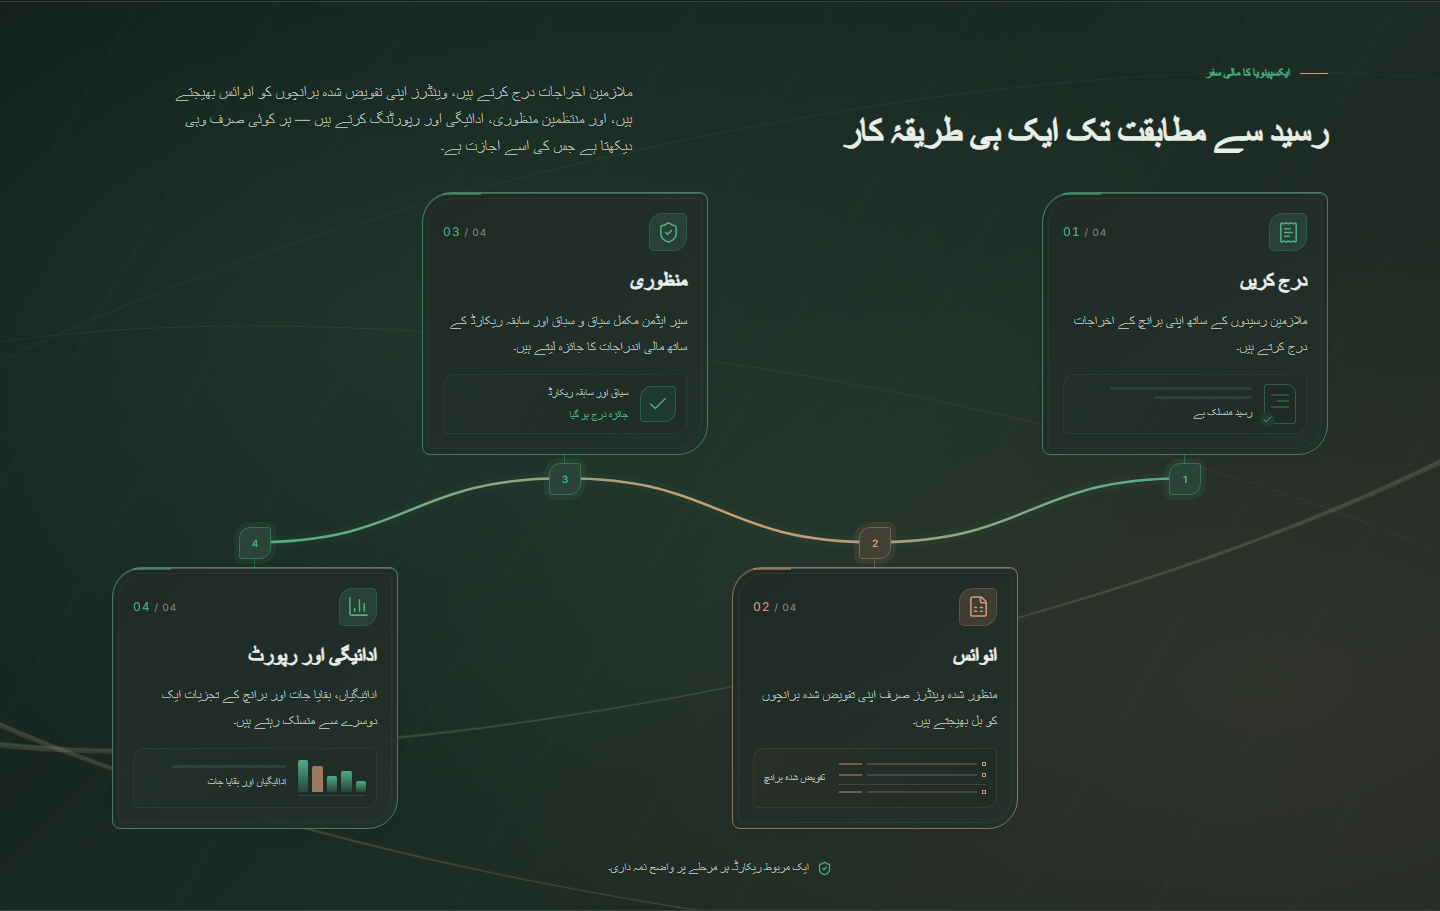 ایکسپینویا کا مالی سفر
رسید سے مطابقت تک ایک ہی طریقۂ کار
ملازمین اخراجات درج کرتے ہیں، وینڈرز اپنی تفویض شدہ برانچوں کو انوائس بھیجتے
ہیں، اور منتظمین منظوری، ادائیگی اور رپورٹنگ کرتے ہیں — ہر کوئی صرف وہی
دیکھتا ہے جس کی اسے اجازت ہے۔
01 / 04
درج کریں
ملازمین رسیدوں کے ساتھ اپنی برانچ کے اخراجات
درج کرتے ہیں۔
رسید منسلک ہے
1
2
02 / 04
انوائس
منظور شدہ وینڈرز صرف اپنی تفویض شدہ برانچوں
کو بل بھیجتے ہیں۔
تفویض شدہ برانچ
03 / 04
منظوری
سپر ایڈمن مکمل سیاق و سباق اور سابقہ ریکارڈ کے
ساتھ مالی اندراجات کا جائزہ لیتے ہیں۔
سیاق اور سابقہ ریکارڈ
جائزہ درج ہو گیا
3
4
04 / 04
ادائیگی اور رپورٹ
ادائیگیاں، بقایا جات اور برانچ کے تجزیات ایک
دوسرے سے منسلک رہتے ہیں۔
ادائیگیاں اور بقایا جات
ایک مربوط ریکارڈ۔ ہر مرحلے پر واضح ذمہ داری۔